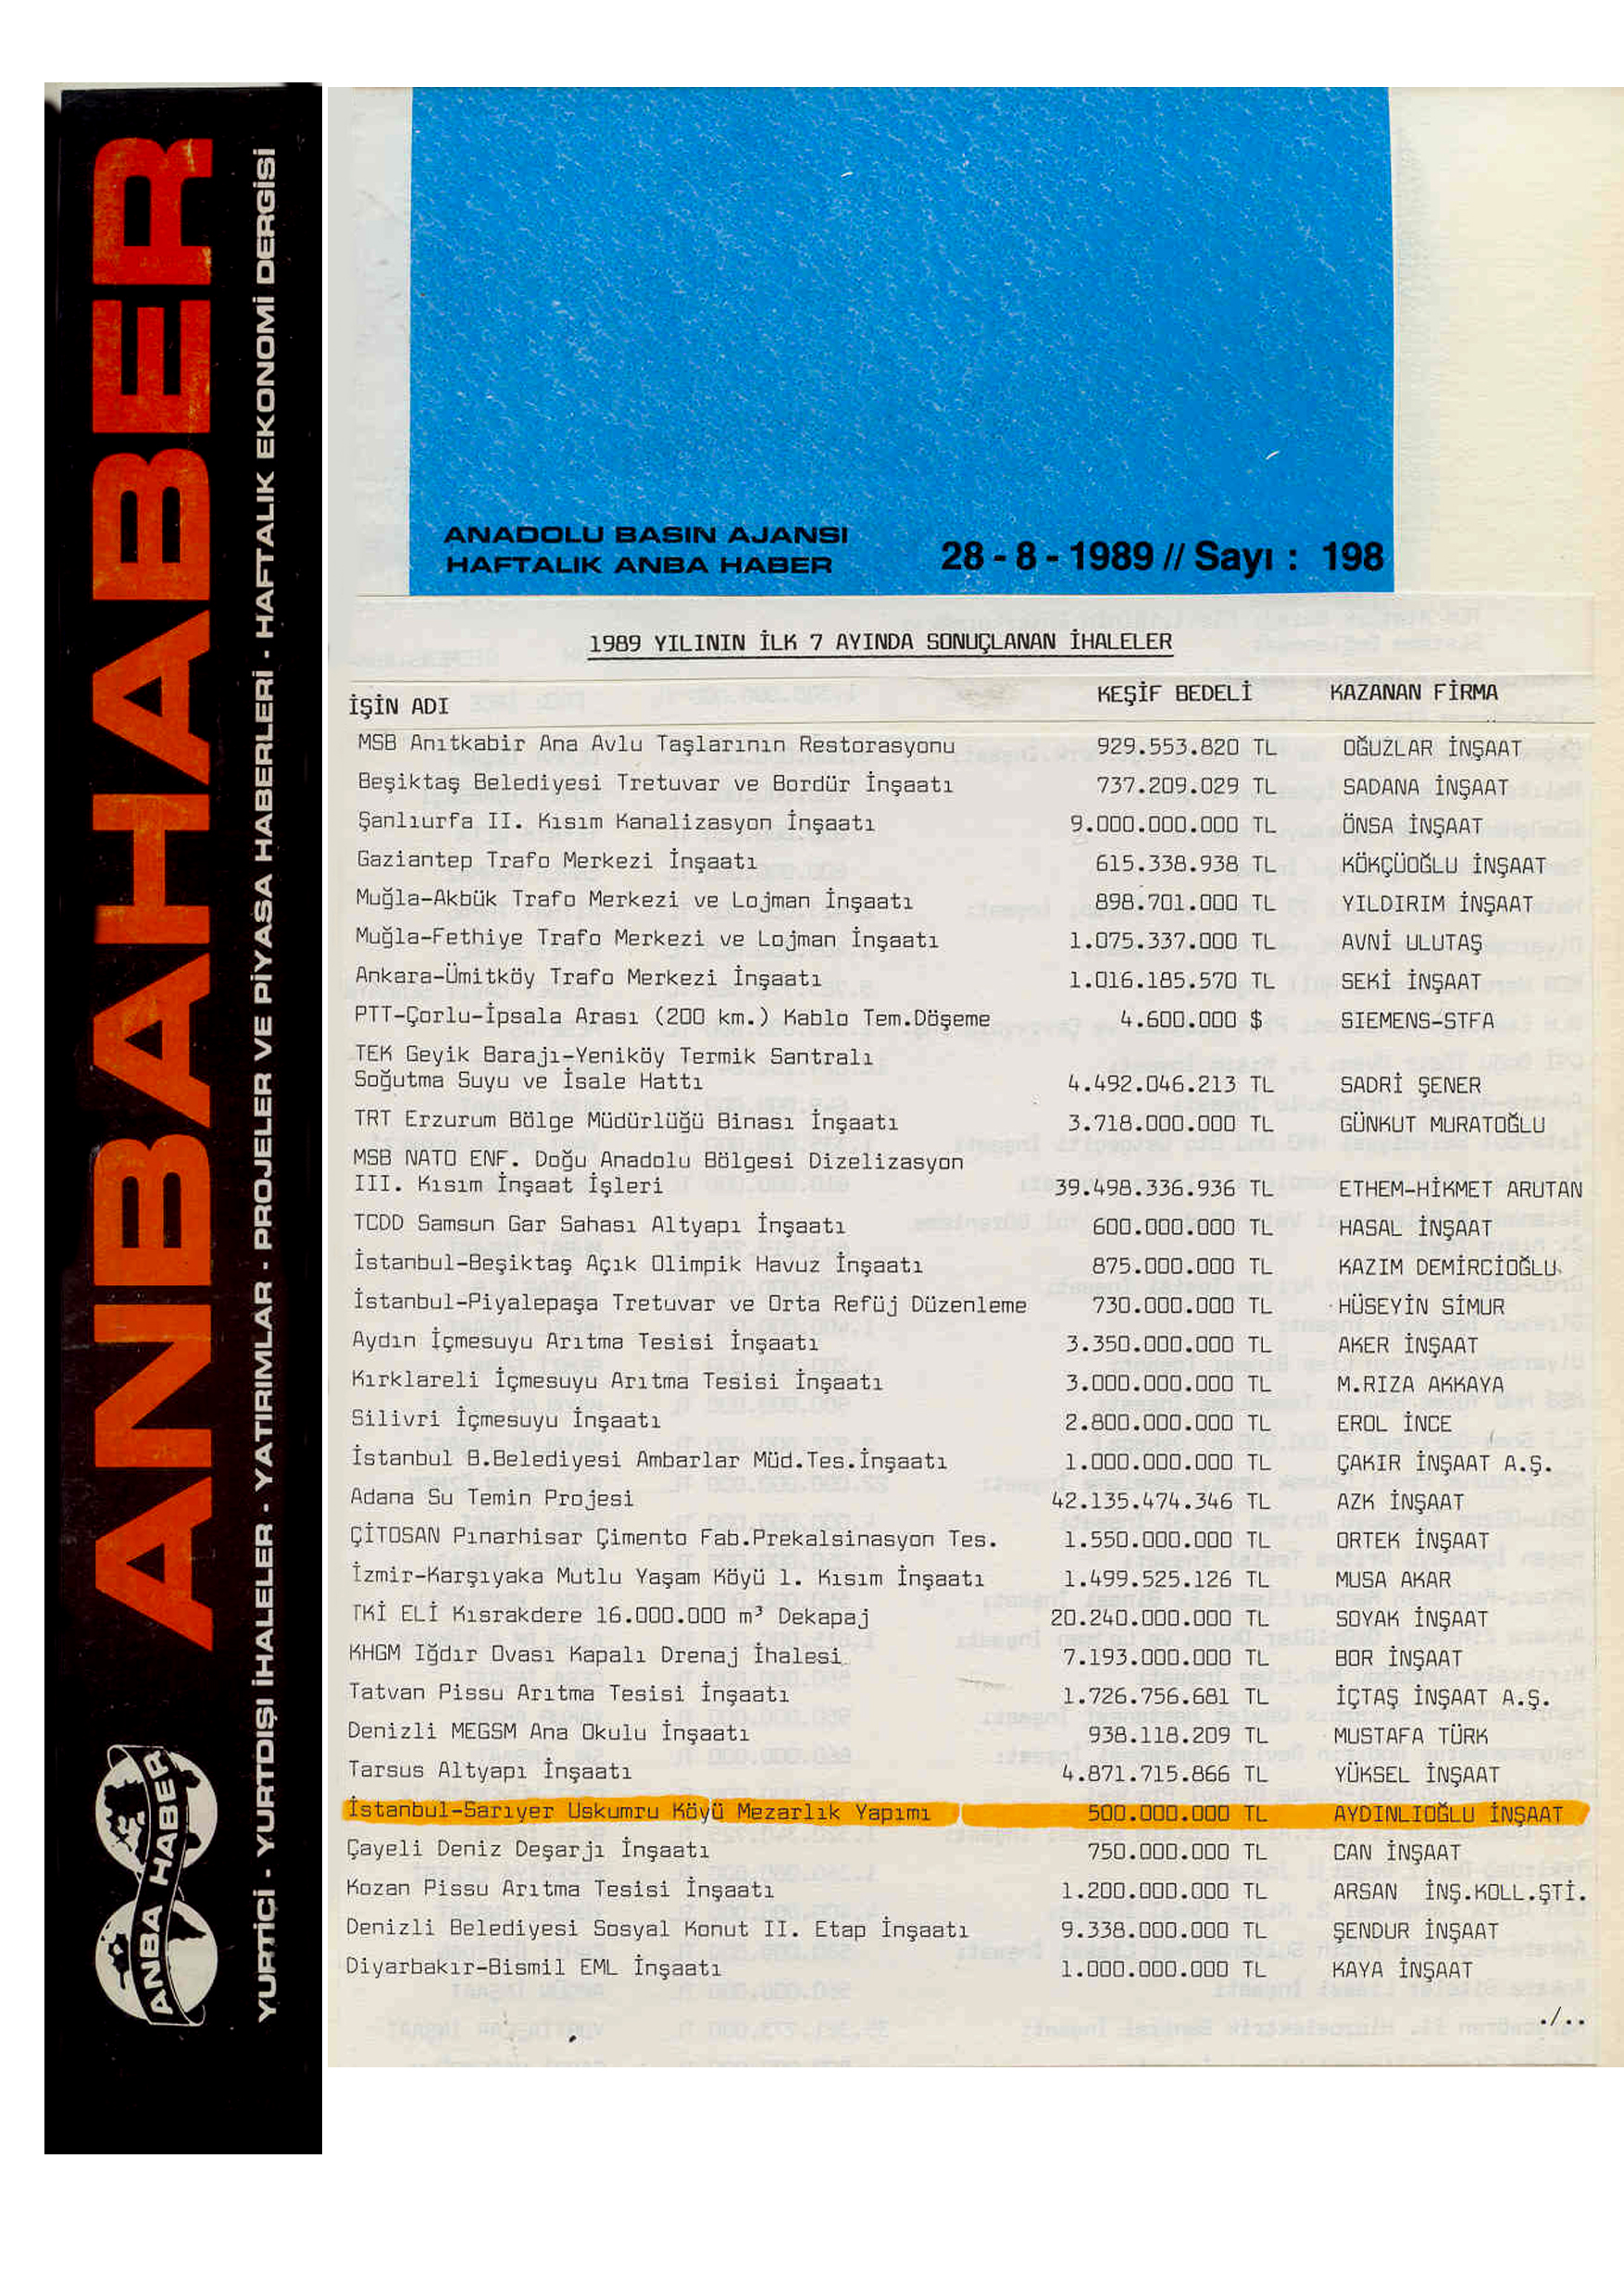 ANBAHABER
YURTİÇİ - YURTDIŞI İHALELER - YATIRIMLAR - PROJELER VE PİYASA HABERLERİ - HAFTALIK EKONOMİ DERGİSİ
ANBA HABER
ANADOLU BASIN AJANSI
HAFTALIK ANBA HABER
28 - 8 - 1989 // Sayı : 198
1989 YILININ İLK 7 AYINDA SONUÇLANAN İHALELER
İŞİN ADI KEŞİF BEDELİ KAZANAN FİRMA
MSB Anıtkabir Ana Avlu Taşlarının Restorasyonu 929.553.820 TL OĞUZLAR İNŞAAT
Beşiktaş Belediyesi Tretuvar ve Bordür İnşaatı 737.209.029 TL SADANA İNŞAAT
Şanlıurfa II. Kısım Kanalizasyon İnşaatı 9.000.000.000 TL ÖNSA İNŞAAT
Gaziantep Trafo Merkezi İnşaatı 615.338.938 TL KÖKÇÜOĞLU İNŞAAT
Muğla-Akbük Trafo Merkezi ve Lojman İnşaatı 898.701.000 TL YILDIRIM İNŞAAT
Muğla-Fethiye Trafo Merkezi ve Lojman İnşaatı 1.075.337.000 TL AVNİ ULUTAŞ
Ankara-Ümitköy Trafo Merkezi İnşaatı 1.016.185.570 TL SEKİ İNŞAAT
PTT-Çorlu-İpsala Arası (200 km.) Kablo Tem.Döşeme 4.600.000 $ SIEMENS-STFA
TEK Geyik Barajı-Yeniköy Termik Santralı
Soğutma Suyu ve İsale Hattı 4.492.046.213 TL SADRİ ŞENER
TRT Erzurum Bölge Müdürlüğü Binası İnşaatı 3.718.000.000 TL GÜNKUT MURATOĞLU
MSB NATO ENF. Doğu Anadolu Bölgesi Dizelizasyon
III. Kısım İnşaat İşleri 39.498.336.936 TL ETHEM-HİKMET ARUTAN
TCDD Samsun Gar Sahası Altyapı İnşaatı 600.000.000 TL HASAL İNŞAAT
İstanbul-Beşiktaş Açık Olimpik Havuz İnşaatı 875.000.000 TL KAZIM DEMİRCİOĞLU
İstanbul-Piyalepaşa Tretuvar ve Orta Refüj Düzenleme 730.000.000 TL HÜSEYİN SİMUR
Aydın İçmesuyu Arıtma Tesisi İnşaatı 3.350.000.000 TL AKER İNŞAAT
Kırklareli İçmesuyu Arıtma Tesisi İnşaatı 3.000.000.000 TL M.RIZA AKKAYA
Silivri İçmesuyu İnşaatı 2.800.000.000 TL EROL İNCE
İstanbul B.Belediyesi Ambarlar Müd.Tes.İnşaatı 1.000.000.000 TL ÇAKIR İNŞAAT A.Ş.
Adana Su Temin Projesi 42.135.474.346 TL AZK İNŞAAT
ÇİTOSAN Pınarhisar Çimento Fab.Prekalsinasyon Tes. 1.550.000.000 TL ORTEK İNŞAAT
İzmir-Karşıyaka Mutlu Yaşam Köyü 1. Kısım İnşaatı 1.499.525.126 TL MUSA AKAR
TKİ ELİ Kısrakdere 16.000.000 m³ Dekapaj 20.240.000.000 TL SOYAK İNŞAAT
KHGM Iğdır Ovası Kapalı Drenaj İhalesi 7.193.000.000 TL BOR İNŞAAT
Tatvan Pissu Arıtma Tesisi İnşaatı 1.726.756.681 TL İÇTAŞ İNŞAAT A.Ş.
Denizli MEGSM Ana Okulu İnşaatı 938.118.209 TL MUSTAFA TÜRK
Tarsus Altyapı İnşaatı 4.871.715.866 TL YÜKSEL İNŞAAT
İstanbul-Sarıyer Uskumru Köyü Mezarlık Yapımı 500.000.000 TL AYDINLIOĞLU İNŞAAT
Çayeli Deniz Deşarjı İnşaatı 750.000.000 TL CAN İNŞAAT
Kozan Pissu Arıtma Tesisi İnşaatı 1.200.000.000 TL ARSAN İNŞ.KOLL.ŞTİ.
Denizli Belediyesi Sosyal Konut II. Etap İnşaatı 9.338.000.000 TL ŞENDUR İNŞAAT
Diyarbakır-Bismil EML İnşaatı 1.000.000.000 TL KAYA İNŞAAT
./..